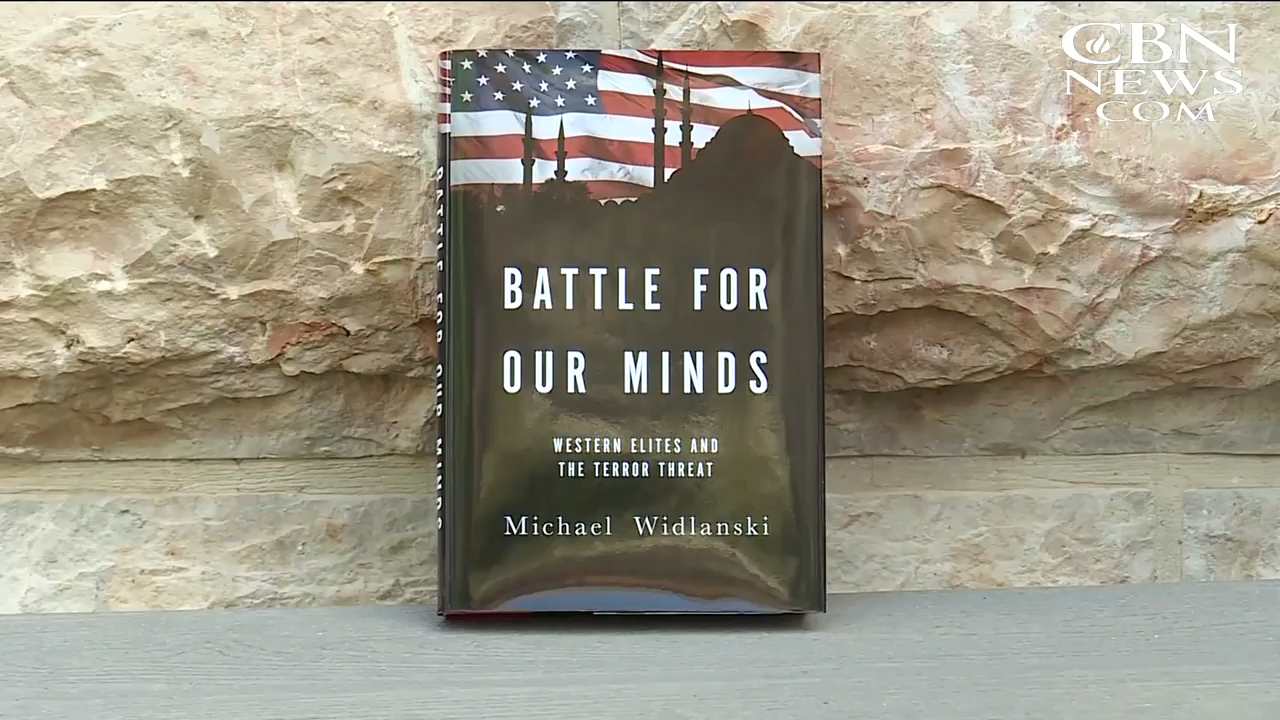 CBN
NEWS
.COM
BATTLE FOR OUR MINDS
BATTLE FOR
OUR MINDS
WESTERN ELITES AND
THE TERROR THREAT
Michael Widlanski